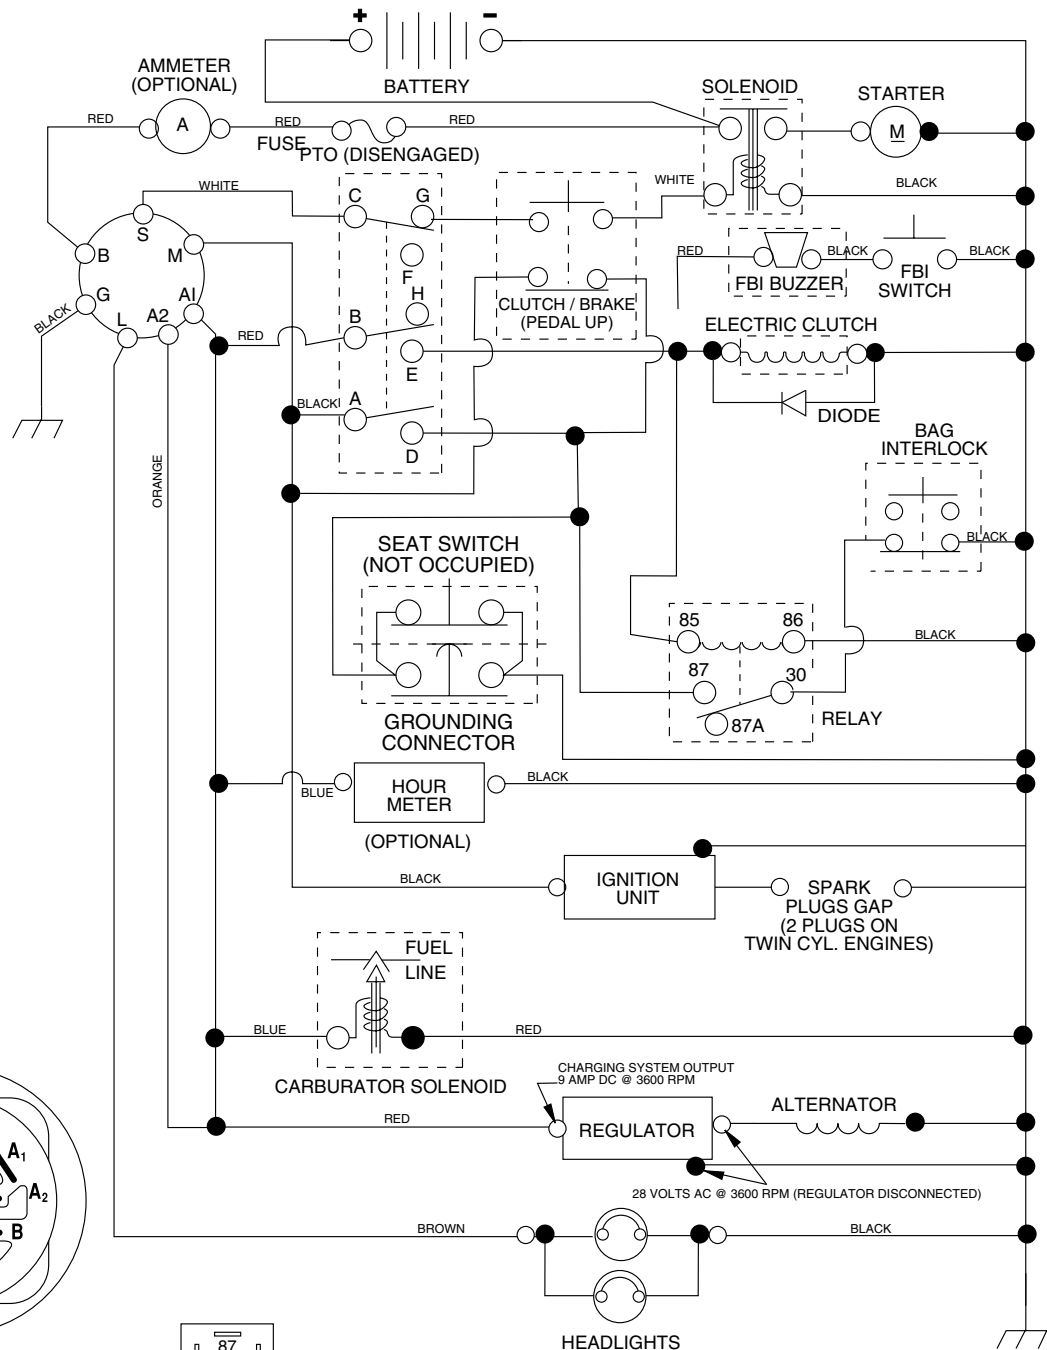 + −
BATTERY
AMMETER
(OPTIONAL)
A
RED
RED
FUSE
RED
PTO (DISENGAGED)
SOLENOID
STARTER
M
WHITE
WHITE
BLACK
S
B
M
G
A1
L
A2
BLACK
C
G
F
H
B
E
A
D
RED
BLACK
ORANGE
CLUTCH / BRAKE
(PEDAL UP)
RED
BLACK
BLACK
FBI BUZZER
FBI
SWITCH
ELECTRIC CLUTCH
DIODE
BAG
INTERLOCK
BLACK
SEAT SWITCH
(NOT OCCUPIED)
GROUNDING
CONNECTOR
85
86
87
30
87A
BLACK
RELAY
BLUE
HOUR
METER
BLACK
(OPTIONAL)
BLACK
IGNITION
UNIT
SPARK
PLUGS GAP
(2 PLUGS ON
TWIN CYL. ENGINES)
FUEL
LINE
BLUE
RED
CARBURATOR SOLENOID
CHARGING SYSTEM OUTPUT
9 AMP DC @ 3600 RPM
RED
REGULATOR
ALTERNATOR
28 VOLTS AC @ 3600 RPM (REGULATOR DISCONNECTED)
A1
A2
B
BROWN
BLACK
HEADLIGHTS
87